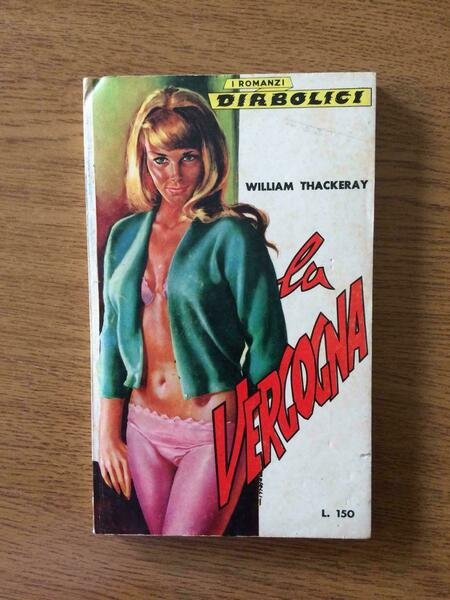 I ROMANZI
DIABOLICI
WILLIAM THACKERAY
la
VERGOGNA
L. 150